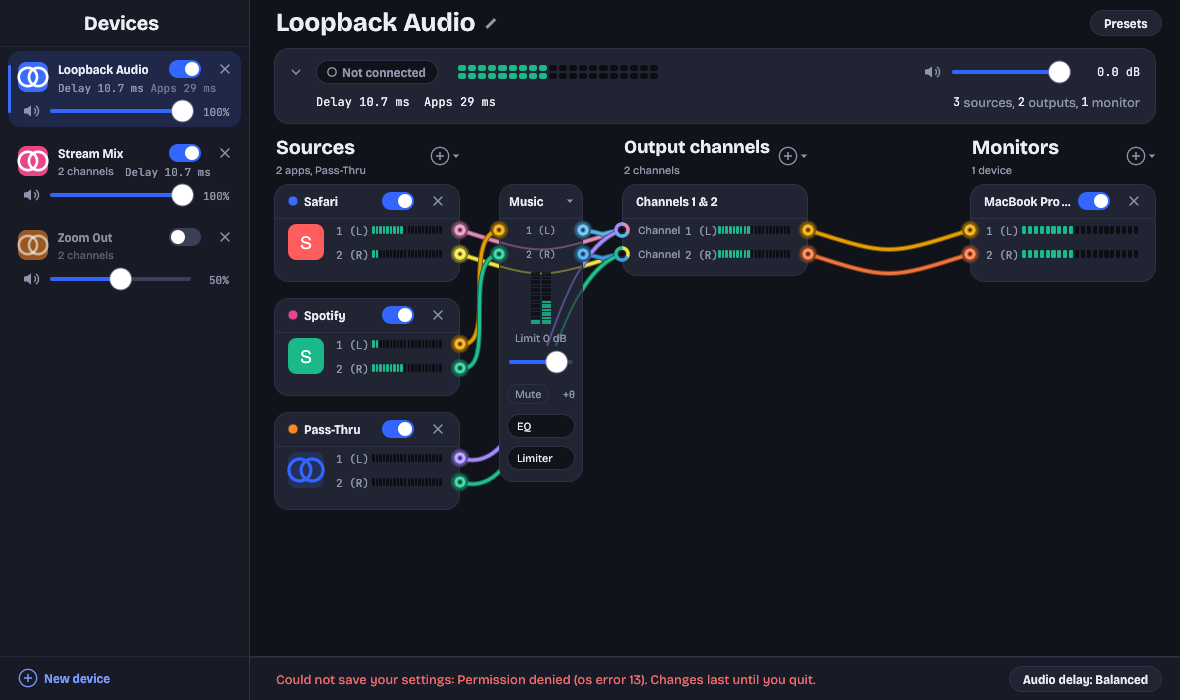 Devices
Loopback Audio
Delay 10.7 ms Apps 29 ms
100%
Stream Mix
2 channels Delay 10.7 ms
100%
Zoom Out
2 channels
50%
New device
Loopback Audio
Presets
Not connected
0.0 dB
Delay 10.7 ms Apps 29 ms
3 sources, 2 outputs, 1 monitor
Sources
2 apps, Pass-Thru
Safari
S
1 (L)
2 (R)
Spotify
S
1 (L)
2 (R)
Pass-Thru
1 (L)
2 (R)
Music
1 (L)
2 (R)
Limit 0 dB
Mute +0
EQ
Limiter
Output channels
2 channels
Channels 1 & 2
Channel 1 (L)
Channel 2 (R)
Monitors
1 device
MacBook Pro ...
1 (L)
2 (R)
Could not save your settings: Permission denied (os error 13). Changes last until you quit.
Audio delay: Balanced